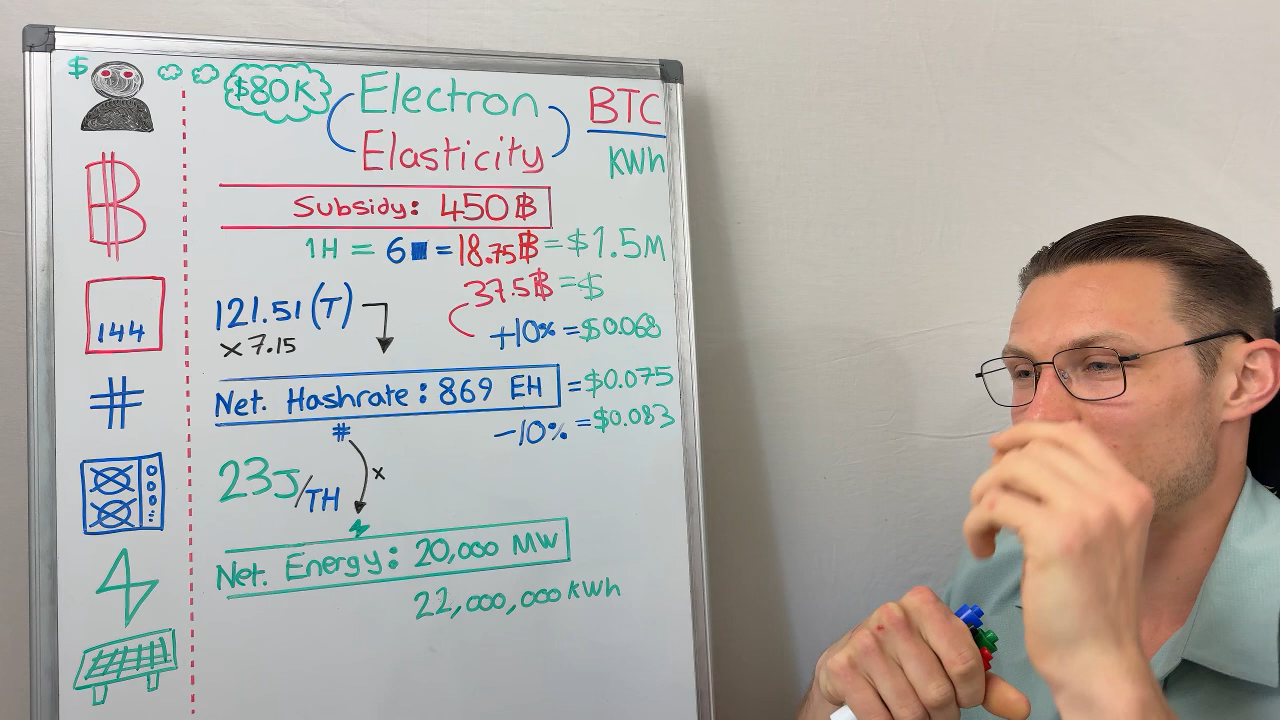 $
$80K
Electron
Elasticity
BTC
KWh
Subsidy: 450 ₿
1H = 6■ = 18.75₿ = $1.5M
37.5₿ = $
₿
144
121.51 (T)
x 7.15
+10% = $0.068
#
Net. Hashrate: 869 EH = $0.075
-10% = $0.083
#
23J/TH
x
Net. Energy: 20,000 MW
22,000,000 KWh